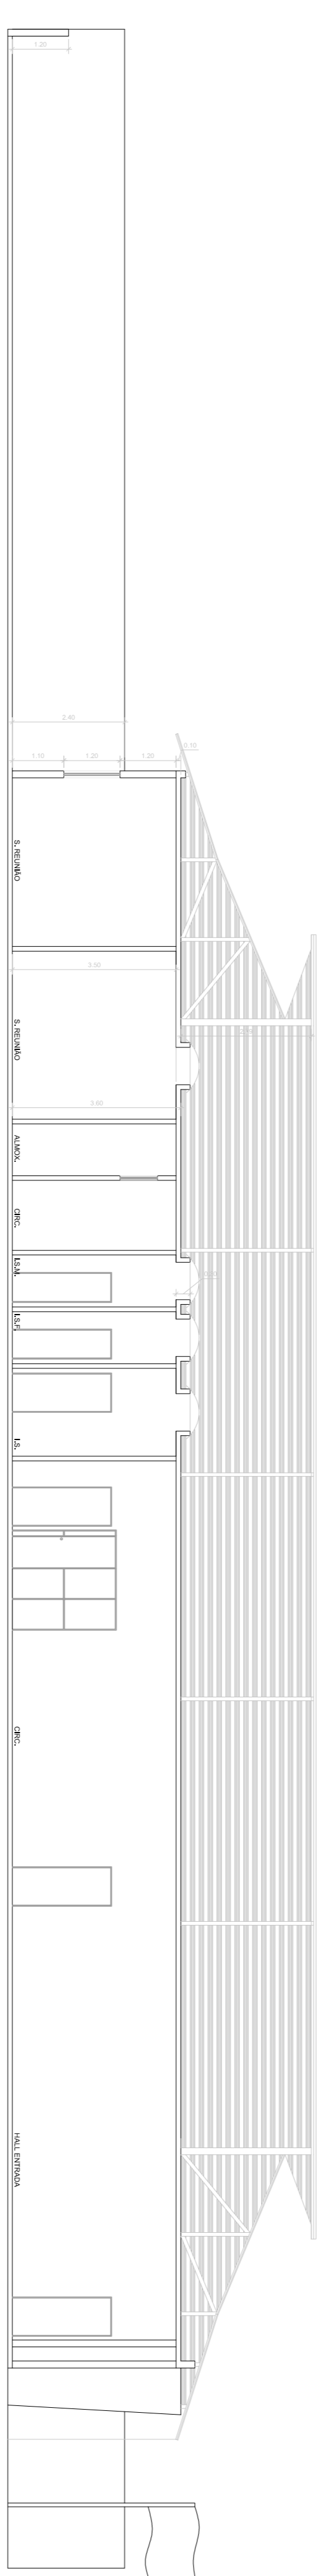 1.20
2.40
1.10
1.20
1.20
0.10
S. REUNIÃO
3.50
S. REUNIÃO
3.60
ALMOX.
CIRC.
I.S.M.
I.S.F.
I.S.
CIRC.
HALL ENTRADA